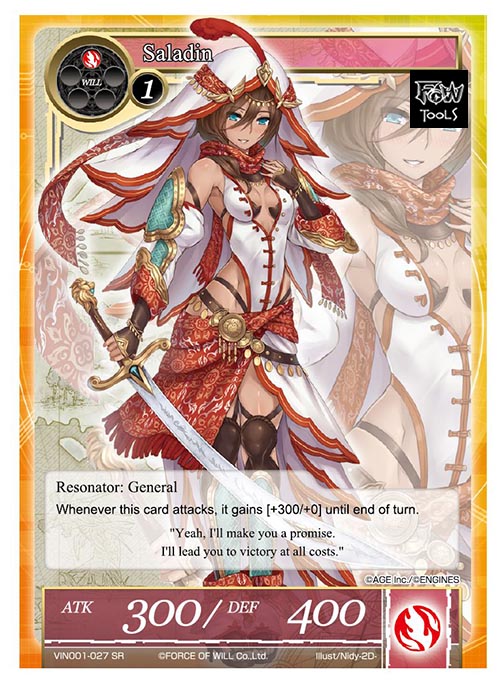 Saladin
WILL
1
FOW
TOOLS
Resonator: General
Whenever this card attacks, it gains [+300/+0] until end of turn.
"Yeah, I'll make you a promise.
I'll lead you to victory at all costs."
©AGE Inc./©ENGINES
ATK 300/ DEF 400
VIN001-027 SR ©FORCE OF WILL Co.,Ltd. Illust/Nidy-2D-